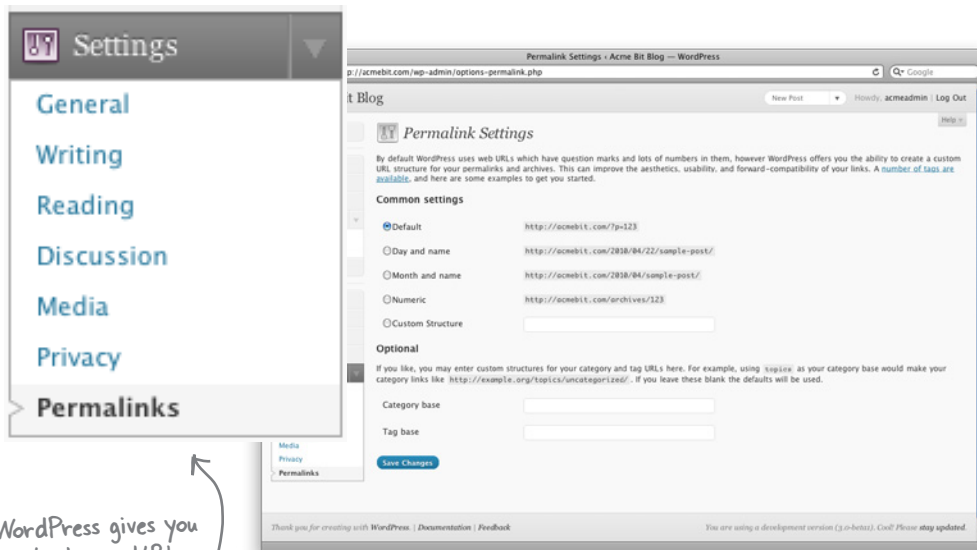 Settings
General
Writing
Reading
Discussion
Media
Privacy
Permalinks
Permalink Settings ‹ Acme Bit Blog — WordPress
p://acmebit.com/wp-admin/options-permalink.php
Google
t Blog
New Post
Howdy, acmeadmin | Log Out
Help
Permalink Settings
By default WordPress uses web URLs which have question marks and lots of numbers in them, however WordPress offers you the ability to create a custom
URL structure for your permalinks and archives. This can improve the aesthetics, usability, and forward-compatibility of your links. A number of tags are
available, and here are some examples to get you started.
Common settings
Default http://acmebit.com/?p=123
Day and name http://acmebit.com/2010/04/22/sample-post/
Month and name http://acmebit.com/2010/04/sample-post/
Numeric http://acmebit.com/archives/123
Custom Structure
Optional
If you like, you may enter custom structures for your category and tag URLs here. For example, using topics as your category base would make your
category links like http://example.org/topics/uncategorized/ . If you leave these blank the defaults will be used.
Category base
Tag base
Media
Privacy
Permalinks
Save Changes
Thank you for creating with WordPress. | Documentation | Feedback
You are using a development version (3.0-beta1). Cool! Please stay updated.
WordPress gives you